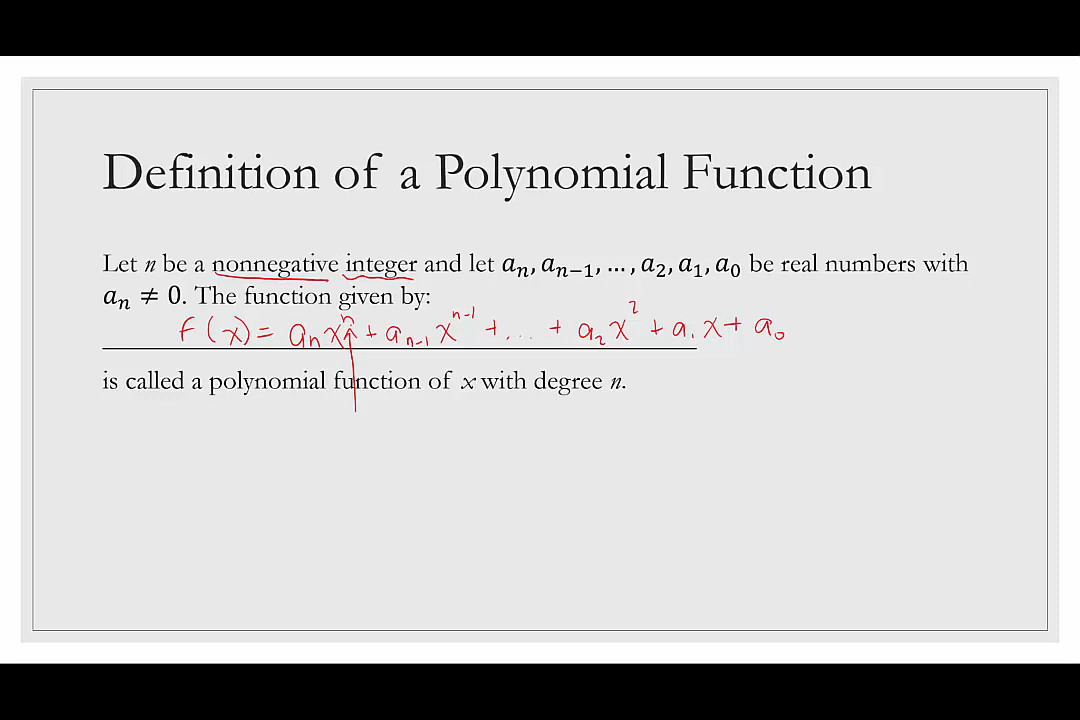 Definition of a Polynomial Function
Let n be a nonnegative integer and let aₙ, aₙ₋₁, …, a₂, a₁, a₀ be real numbers with
aₙ ≠ 0. The function given by:
f(x) = aₙxⁿ + aₙ₋₁xⁿ⁻¹ + ... + a₂x² + a₁x + a₀
is called a polynomial function of x with degree n.